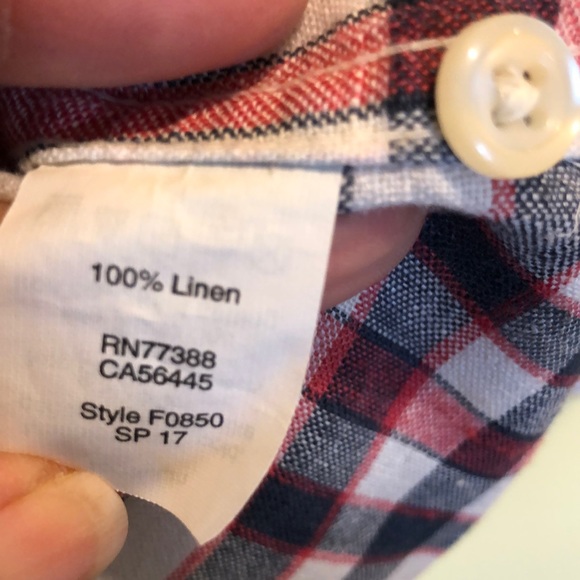 100% Linen
RN77388
CA56445
Style F0850
SP 17